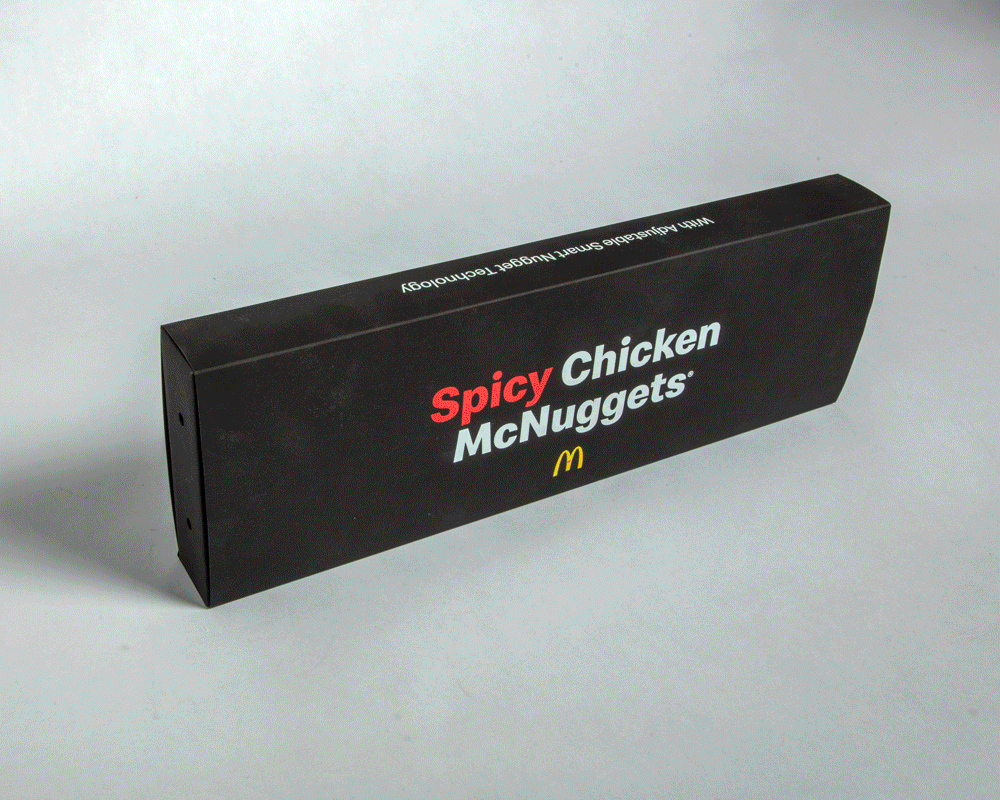 With Adjustable Smart Nugget Technology
Spicy Chicken
McNuggets®